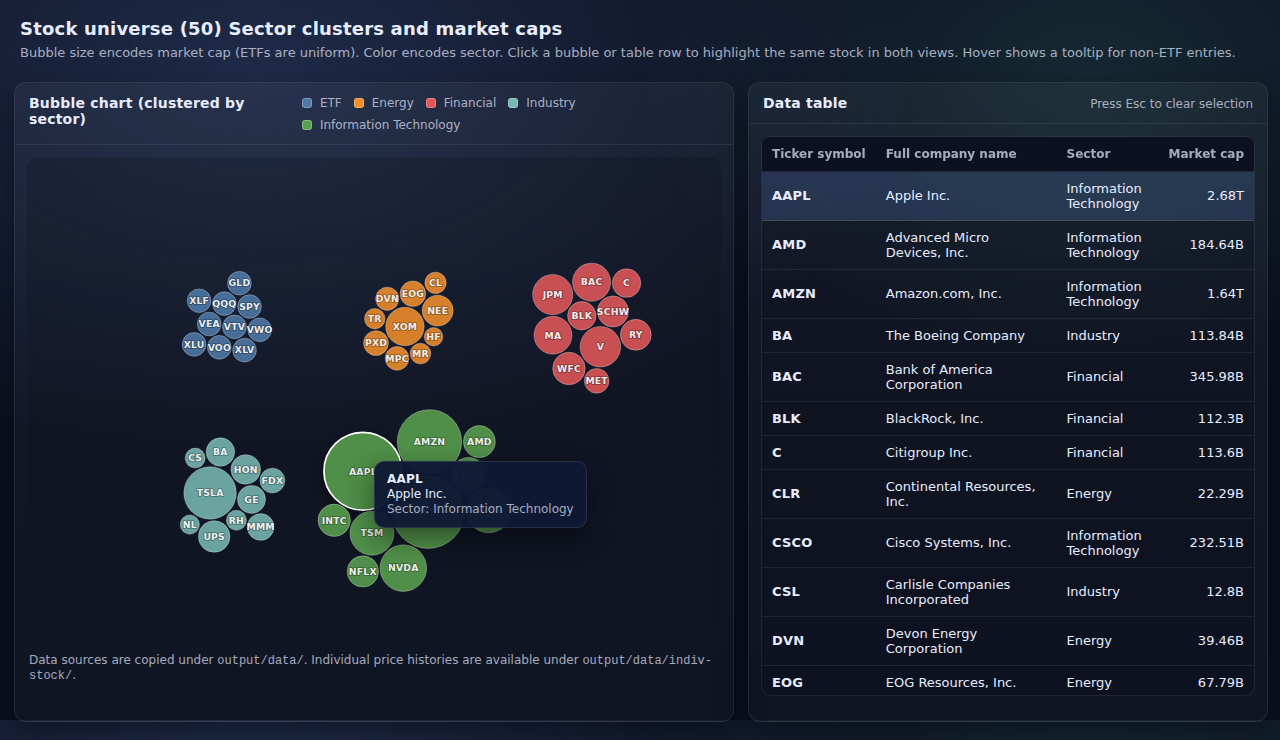 Stock universe (50) Sector clusters and market caps
Bubble size encodes market cap (ETFs are uniform). Color encodes sector. Click a bubble or table row to highlight the same stock in both views. Hover shows a tooltip for non-ETF entries.
Bubble chart (clustered by
sector)
ETF Energy Financial Industry
Information Technology
GLD
XLF QQQ SPY
VEA VTV VWO
XLU VOO XLV
CL
DVN EOG
NEE
TR XOM
HF
PXD
MPC MR
BAC C
JPM
BLK SCHW
MA V RY
WFC MET
CS BA
HON
TSLA FDX
GE
NL RH MMM
UPS
AMZN AMD
AAPL
INTC
TSM
NFLX NVDA
AAPL
Apple Inc.
Sector: Information Technology
Data sources are copied under output/data/. Individual price histories are available under output/data/indiv-
stock/.
Data table
Press Esc to clear selection
Ticker symbol Full company name Sector Market cap
AAPL Apple Inc. Information Technology 2.68T
AMD Advanced Micro Devices, Inc. Information Technology 184.64B
AMZN Amazon.com, Inc. Information Technology 1.64T
BA The Boeing Company Industry 113.84B
BAC Bank of America Corporation Financial 345.98B
BLK BlackRock, Inc. Financial 112.3B
C Citigroup Inc. Financial 113.6B
CLR Continental Resources, Inc. Energy 22.29B
CSCO Cisco Systems, Inc. Information Technology 232.51B
CSL Carlisle Companies Incorporated Industry 12.8B
DVN Devon Energy Corporation Energy 39.46B
EOG EOG Resources, Inc. Energy 67.79B